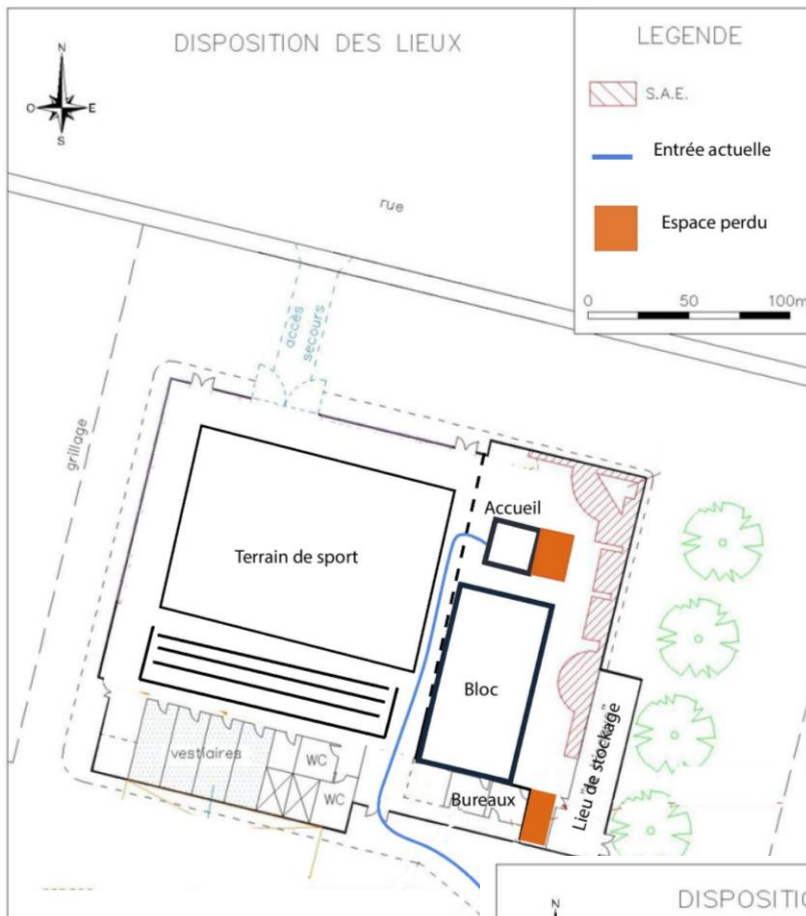 DISPOSITION DES LIEUX
LEGENDE
S.A.E.
Entrée actuelle
Espace perdu
0 50 100m
N
O E
S
rue
accès
secours
grillage
Accueil
Terrain de sport
Bloc
vestiaires
WC
WC
Bureaux
Lieu "de stockage"
N
DISPOSITIO